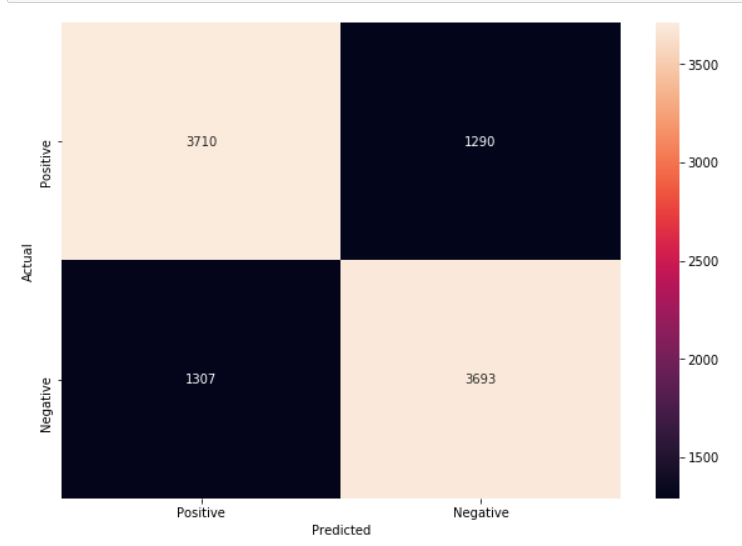 Positive
3710
1290
Actual
Negative
1307
3693
Positive
Negative
Predicted
3500
3000
2500
2000
1500